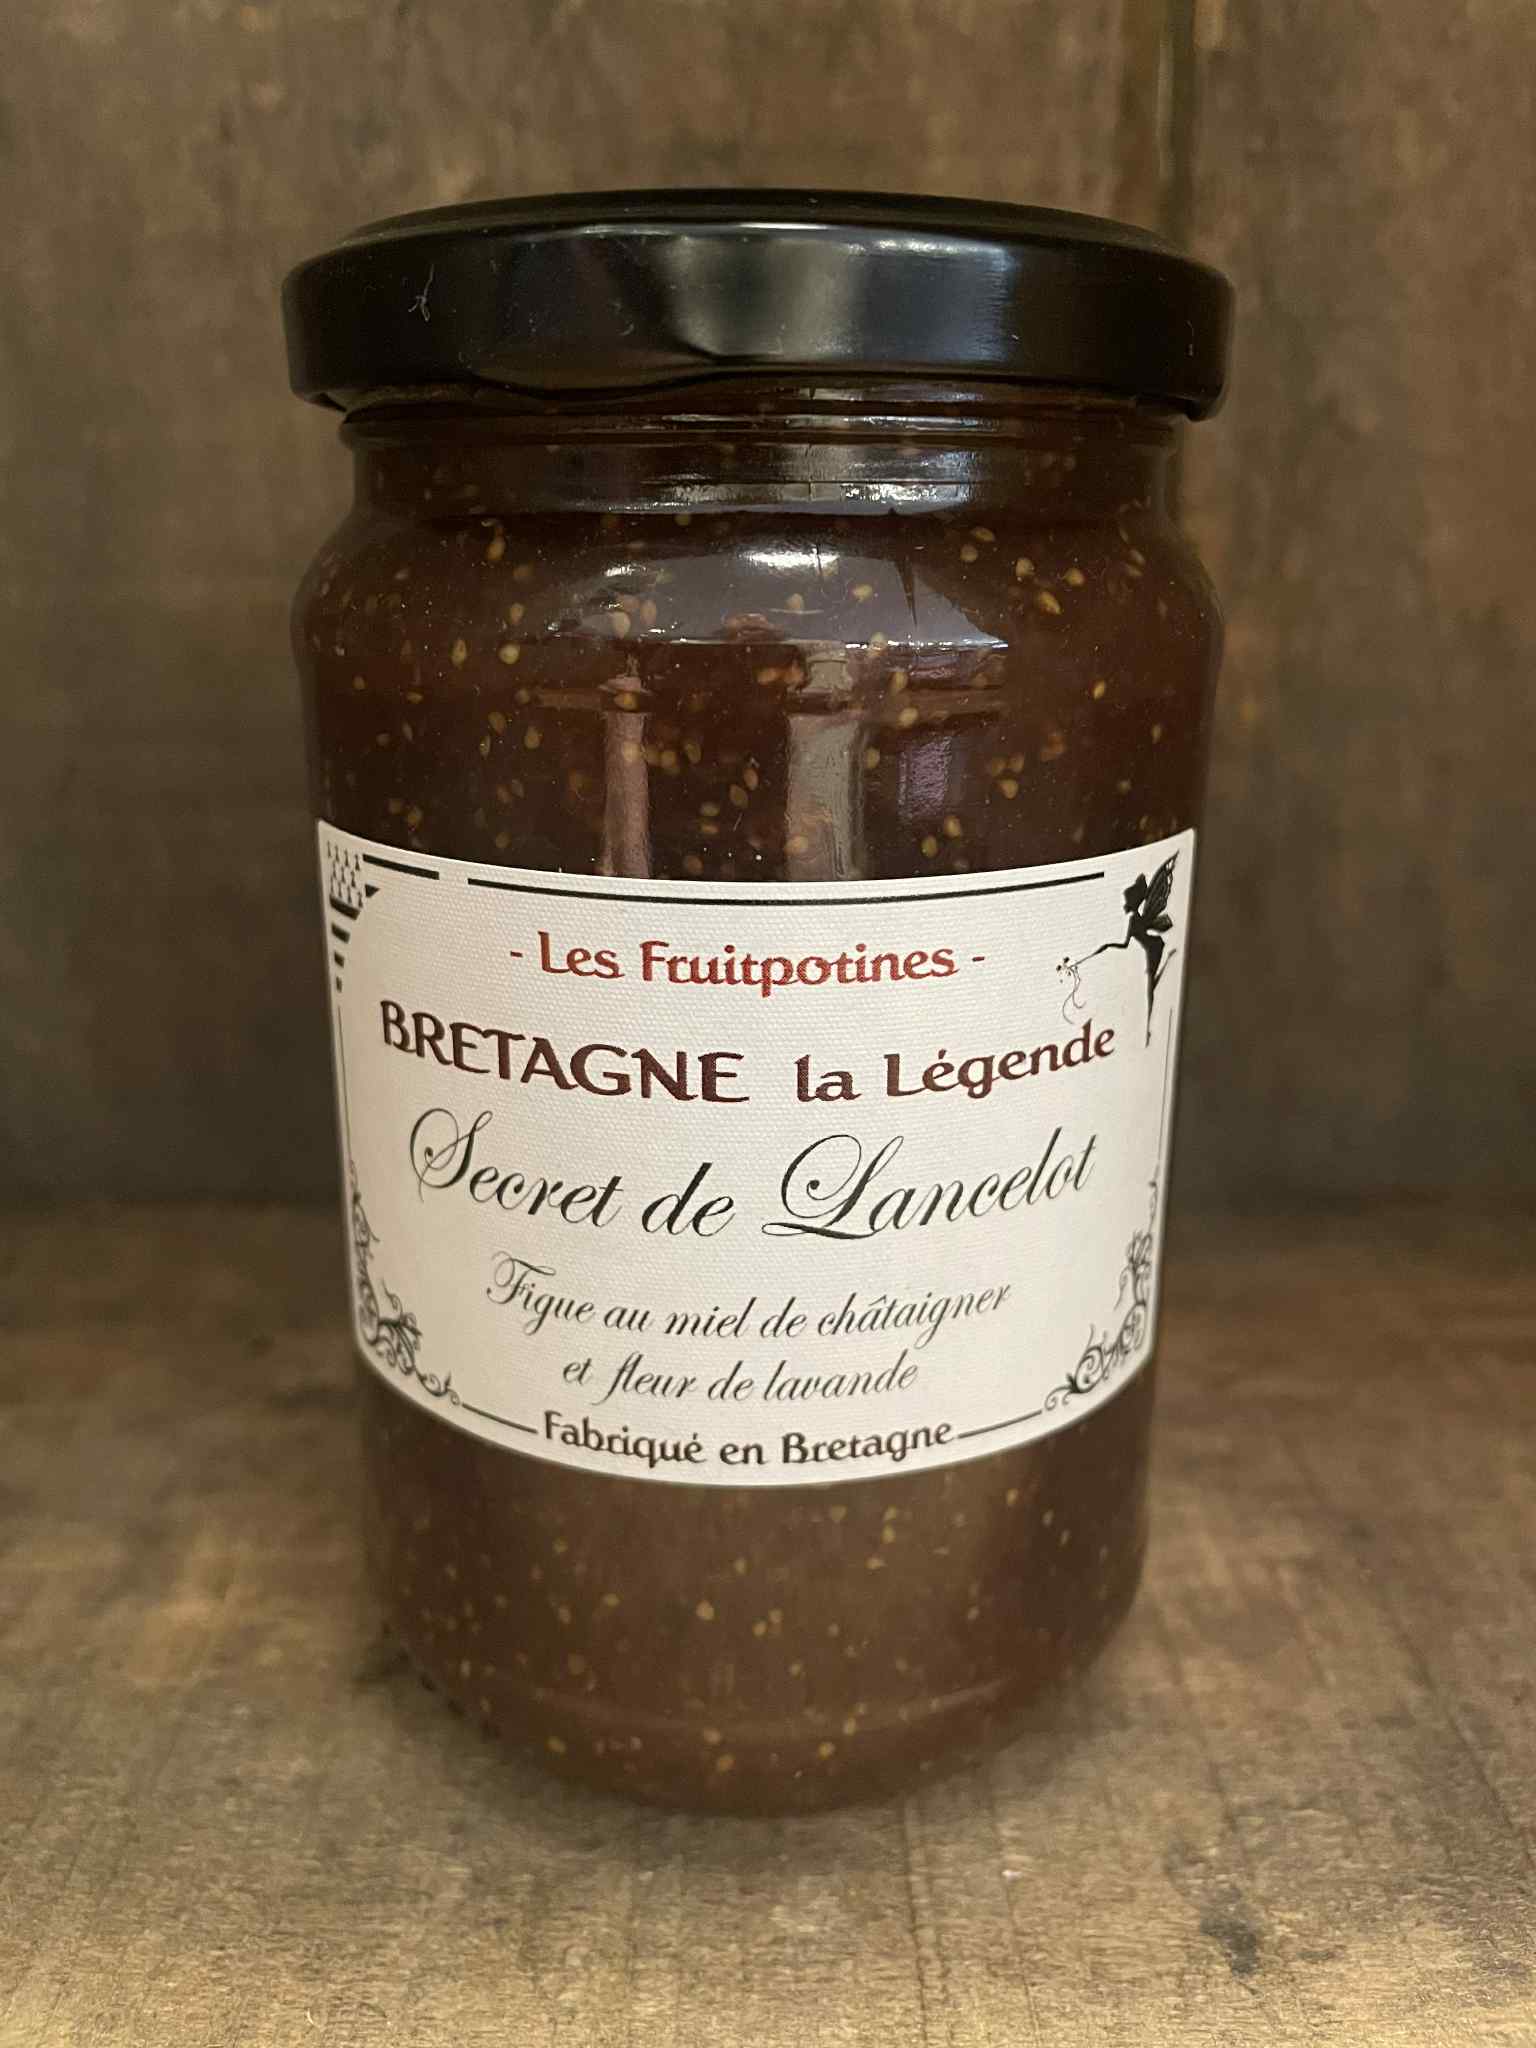 - Les Fruitpotines -
BRETAGNE la Légende
Secret de Lancelot
Figue au miel de châtaigner
et fleur de lavande
Fabriqué en Bretagne